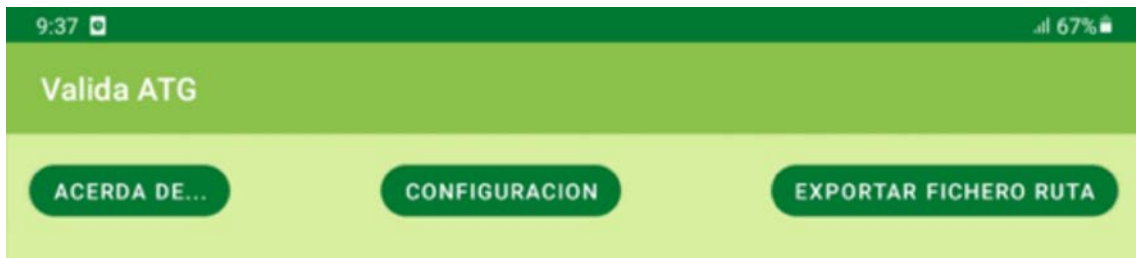 9:37 67%
Valida ATG
ACERDA DE... CONFIGURACION EXPORTAR FICHERO RUTA